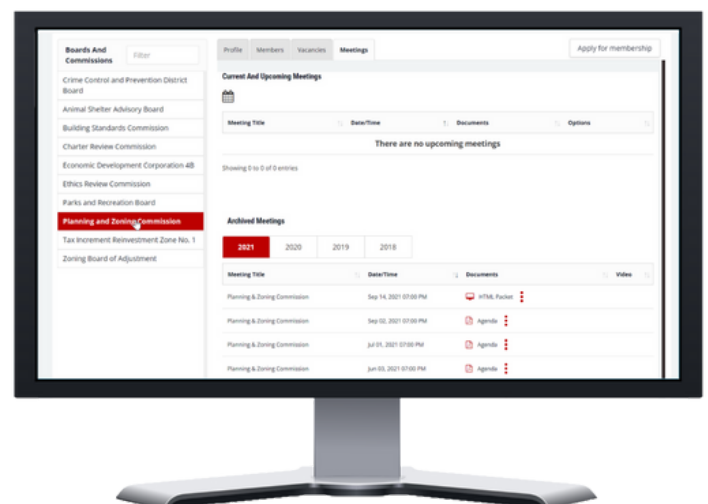 Boards And
Commissions
Filter
Crime Control and Prevention District
Board
Animal Shelter Advisory Board
Building Standards Commission
Charter Review Commission
Economic Development Corporation 4B
Ethics Review Commission
Parks and Recreation Board
Planning and Zoning Commission
Tax Increment Reinvestment Zone No. 1
Zoning Board of Adjustment
Profile Members Vacancies Meetings
Apply for membership
Current And Upcoming Meetings
Meeting Title Date/Time Documents Options
There are no upcoming meetings
Showing 0 to 0 of 0 entries
Archived Meetings
2021 2020 2019 2018
Meeting Title Date/Time Documents Video
Planning & Zoning Commission Sep 14, 2021 07:00 PM HTML Packet
Planning & Zoning Commission Sep 02, 2021 07:00 PM Agenda
Planning & Zoning Commission Jul 01, 2021 07:00 PM Agenda
Planning & Zoning Commission Jun 03, 2021 07:00 PM Agenda